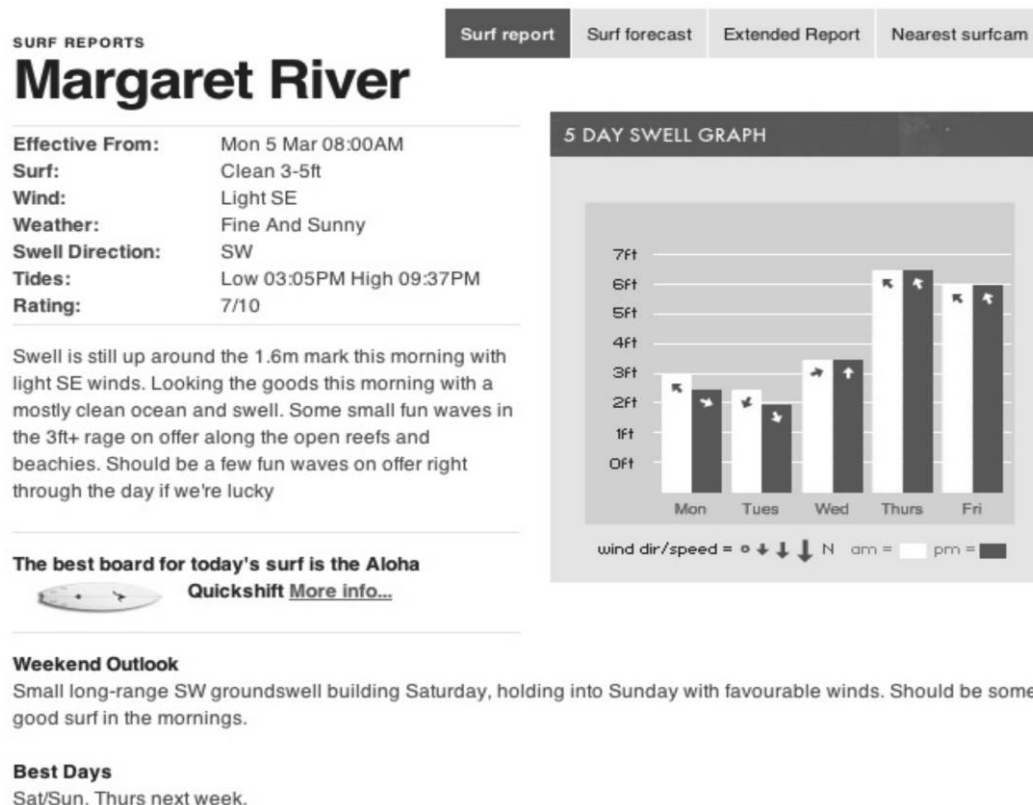 Surf report Surf forecast Extended Report Nearest surfcam
SURF REPORTS
Margaret River
Effective From: Mon 5 Mar 08:00AM
Surf: Clean 3-5ft
Wind: Light SE
Weather: Fine And Sunny
Swell Direction: SW
Tides: Low 03:05PM High 09:37PM
Rating: 7/10
Swell is still up around the 1.6m mark this morning with
light SE winds. Looking the goods this morning with a
mostly clean ocean and swell. Some small fun waves in
the 3ft+ rage on offer along the open reefs and
beachies. Should be a few fun waves on offer right
through the day if we're lucky
The best board for today's surf is the Aloha
Quickshift More info...
5 DAY SWELL GRAPH
7ft
6ft
5ft
4ft
3ft
2ft
1ft
0ft
Mon Tues Wed Thurs Fri
wind dir/speed = N am = pm =
Weekend Outlook
Small long-range SW groundswell building Saturday, holding into Sunday with favourable winds. Should be some
good surf in the mornings.
Best Days
Sat/Sun. Thurs next week.